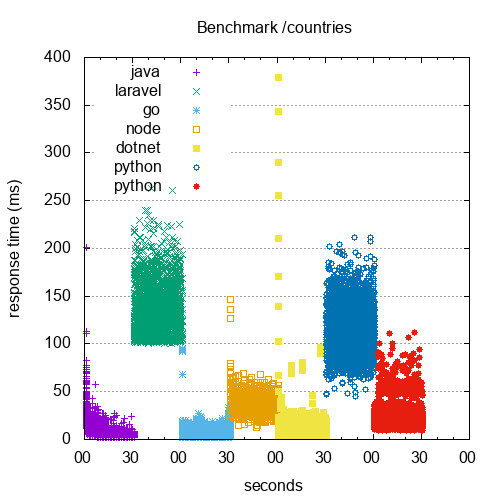 Benchmark /countries
400
350
300
250
200
150
100
50
0
response time (ms)
java
laravel
go
node
dotnet
python
python
00 30 00 30 00 30 00 30 00
seconds